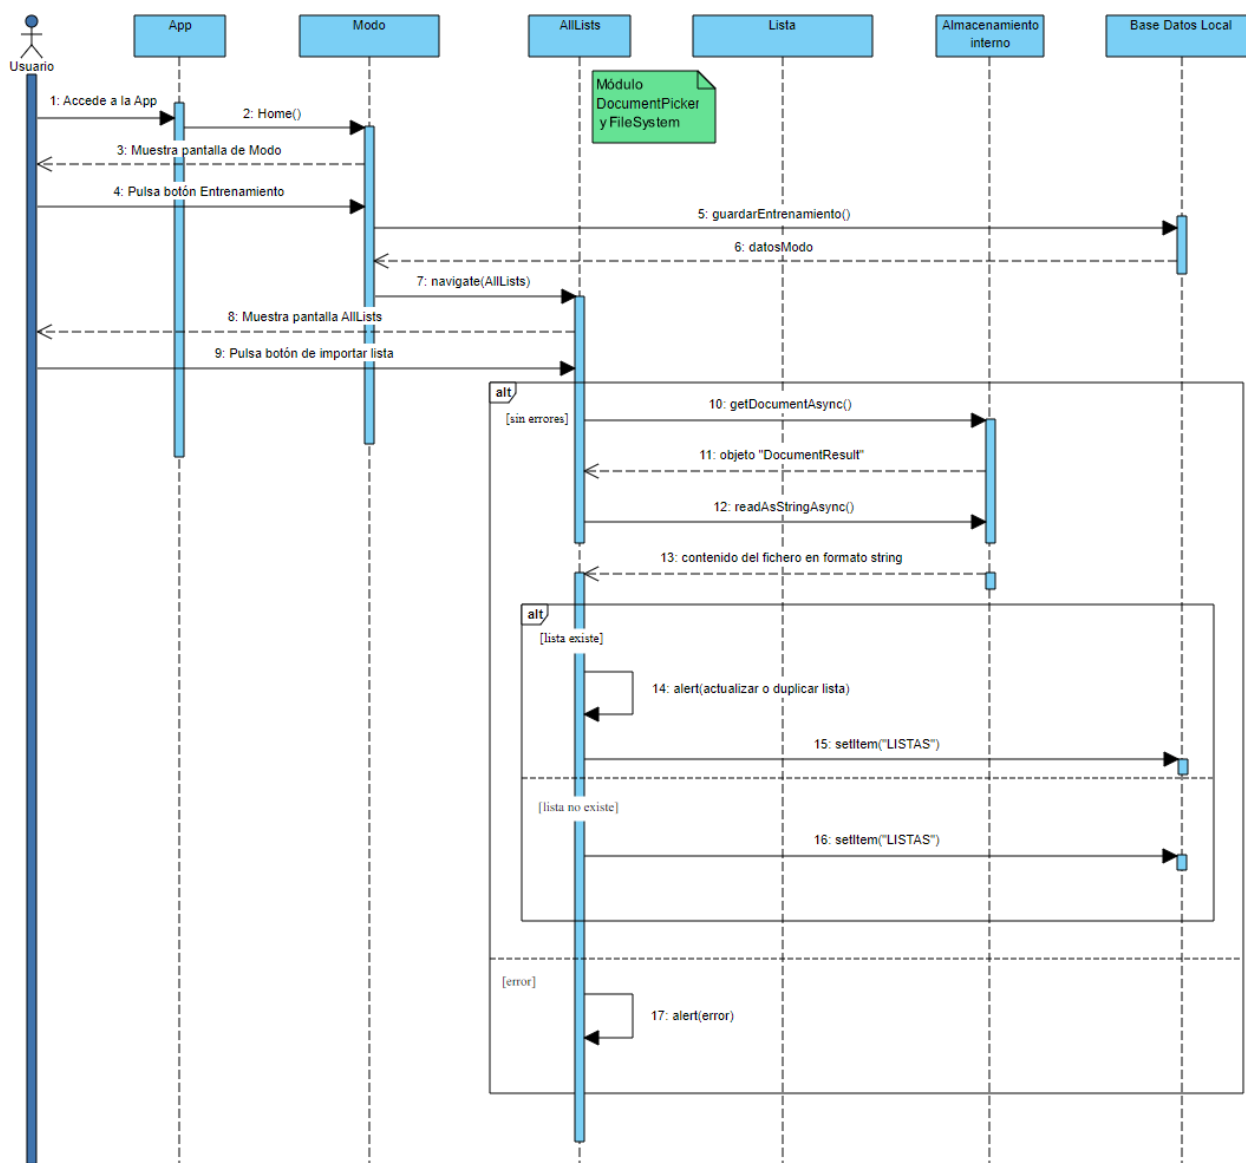 App
Modo
AllLists
Lista
Almacenamiento
interno
Base Datos Local
Usuario
Módulo
DocumentPicker
y FileSystem
1: Accede a la App
2: Home()
3: Muestra pantalla de Modo
4: Pulsa botón Entrenamiento
5: guardarEntrenamiento()
6: datosModo
7: navigate(AllLists)
8: Muestra pantalla AllLists
9: Pulsa botón de importar lista
alt
[sin errores]
10: getDocumentAsync()
11: objeto "DocumentResult"
12: readAsStringAsync()
13: contenido del fichero en formato string
alt
[lista existe]
14: alert(actualizar o duplicar lista)
15: setItem("LISTAS")
[lista no existe]
16: setItem("LISTAS")
[error]
17: alert(error)